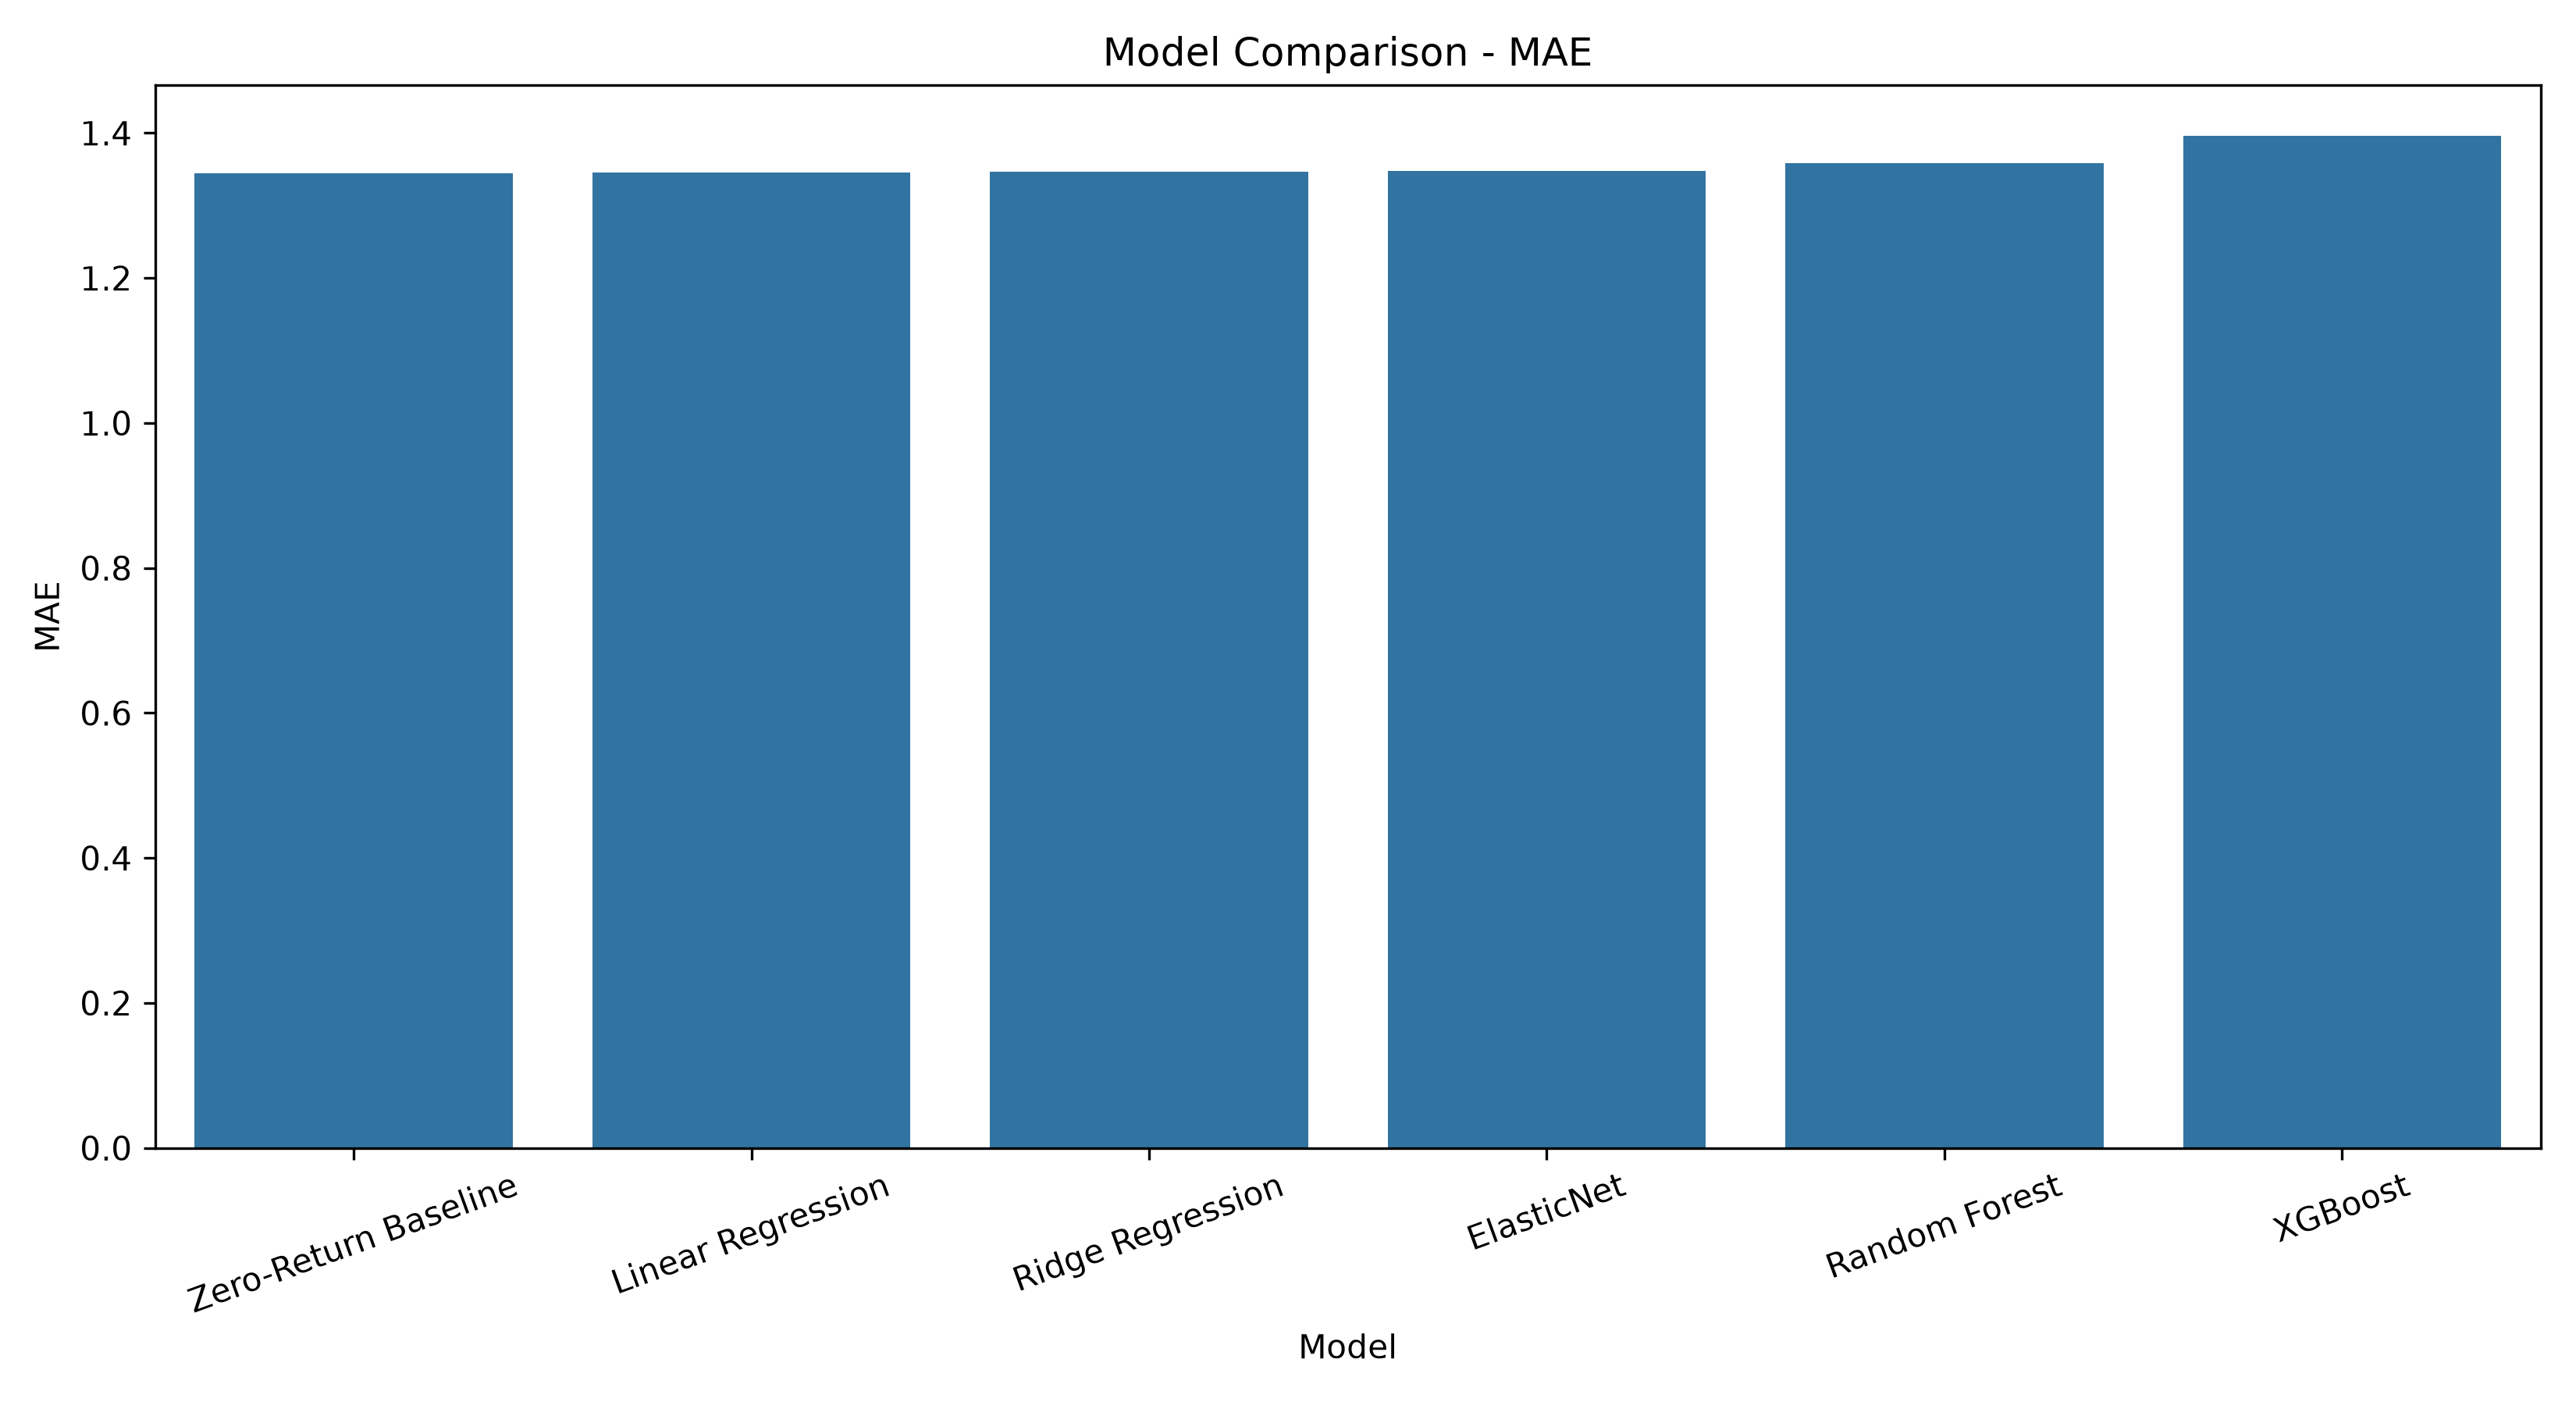 Model Comparison - MAE
1.4
1.2
1.0
0.8
0.6
0.4
0.2
0.0
MAE
Zero-Return Baseline
Linear Regression
Ridge Regression
ElasticNet
Random Forest
XGBoost
Model